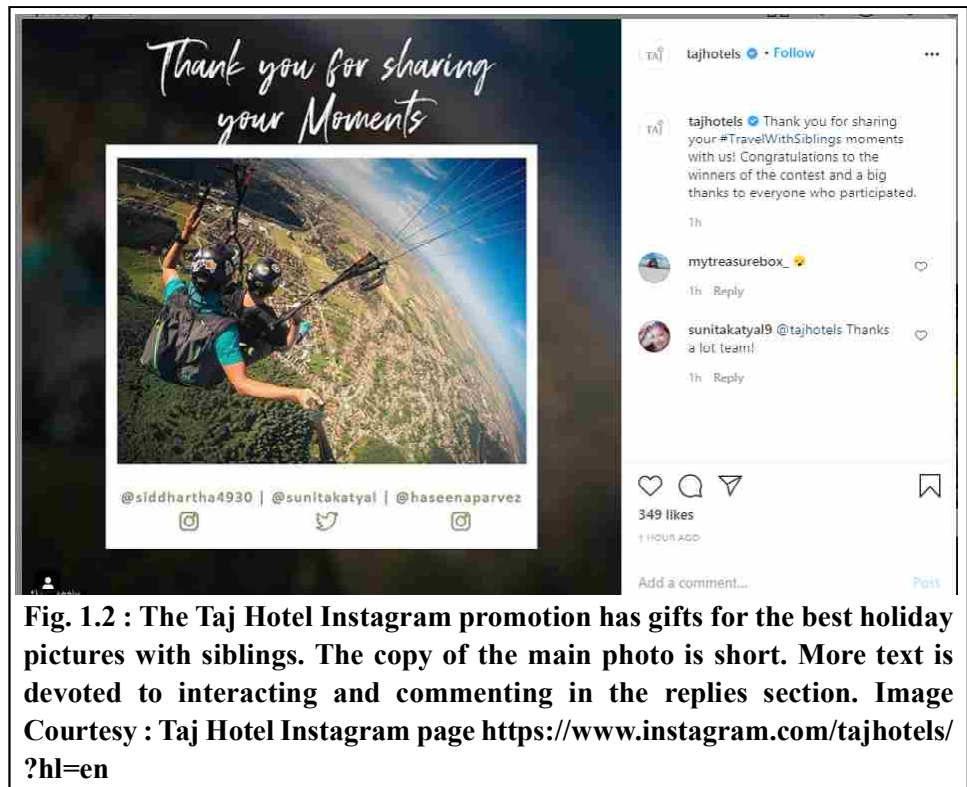 Thank you for sharing
your Moments
@siddhartha4930 | @sunitakatyal | @haseenaparvez
TAJ
tajhotels • Follow
TAJ
tajhotels Thank you for sharing
your #TravelWithSiblings moments
with us! Congratulations to the
winners of the contest and a big
thanks to everyone who participated.
1h
mytreasurebox_
1h Reply
sunitakatyal9 @tajhotels Thanks
a lot team!
1h Reply
349 likes
1 HOUR AGO
Add a comment...
Post
Fig. 1.2 : The Taj Hotel Instagram promotion has gifts for the best holiday
pictures with siblings. The copy of the main photo is short. More text is
devoted to interacting and commenting in the replies section. Image
Courtesy : Taj Hotel Instagram page https://www.instagram.com/tajhotels/
?hl=en